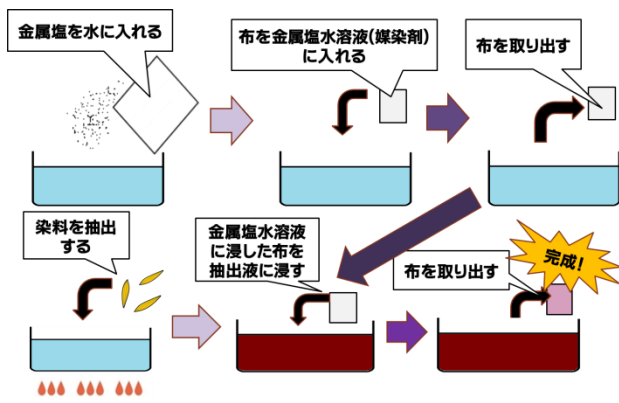 金属塩を水に入れる
布を金属塩水溶液(媒染剤)
に入れる
布を取り出す
染料を抽出
する
金属塩水溶液
に浸した布を
抽出液に浸す
布を取り出す
完成!